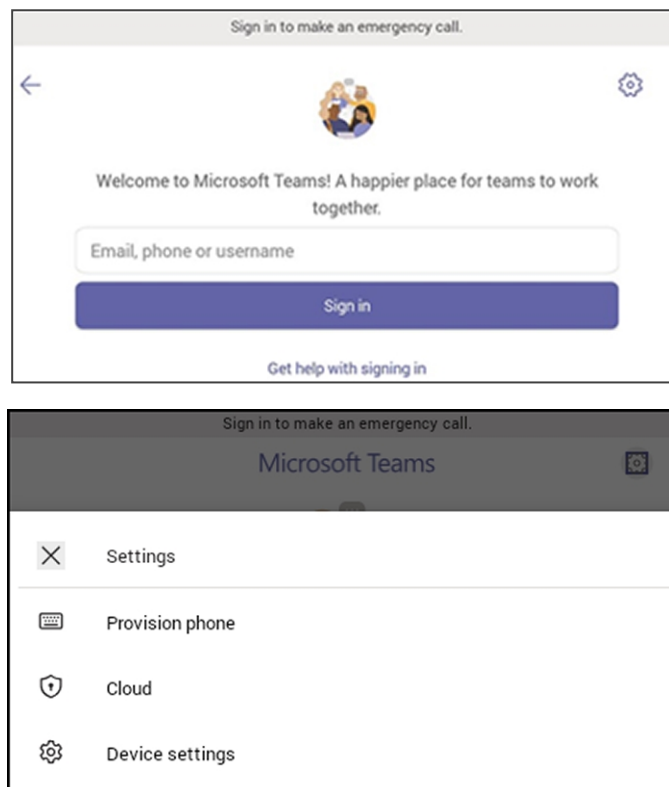 Sign in to make an emergency call.
Welcome to Microsoft Teams! A happier place for teams to work
together.
Email, phone or username
Sign in
Get help with signing in
Sign in to make an emergency call.
Microsoft Teams
Settings
Provision phone
Cloud
Device settings